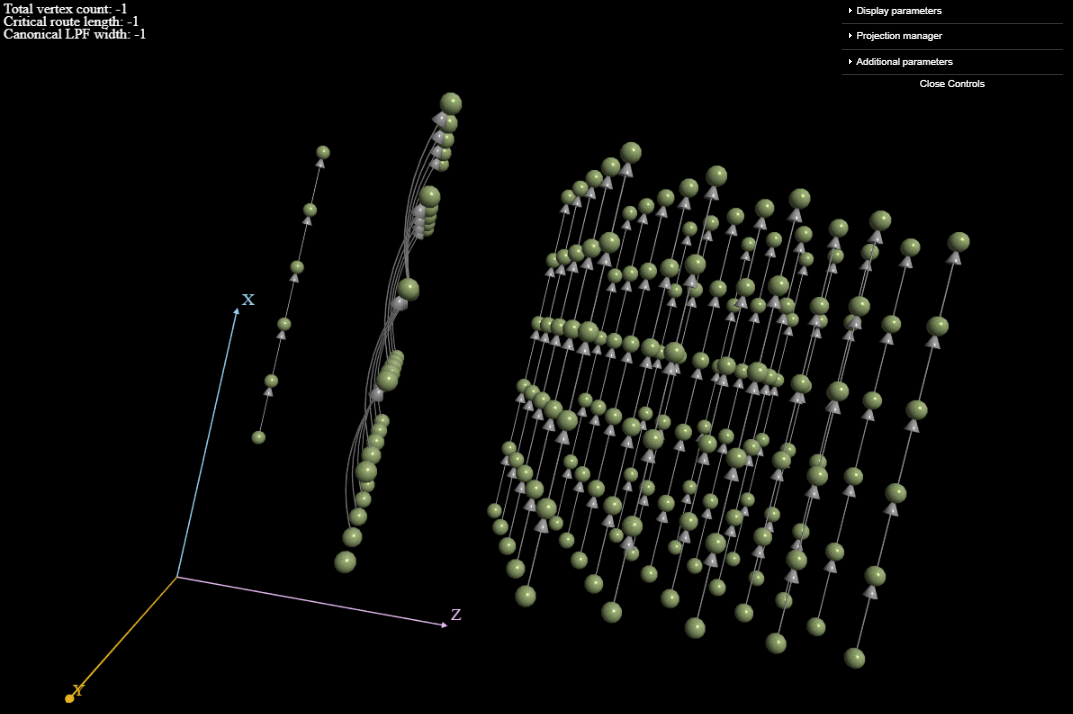 Total vertex count: -1
Critical route length: -1
Canonical LPF width: -1
Display parameters
Projection manager
Additional parameters
Close Controls
X
Z
Y